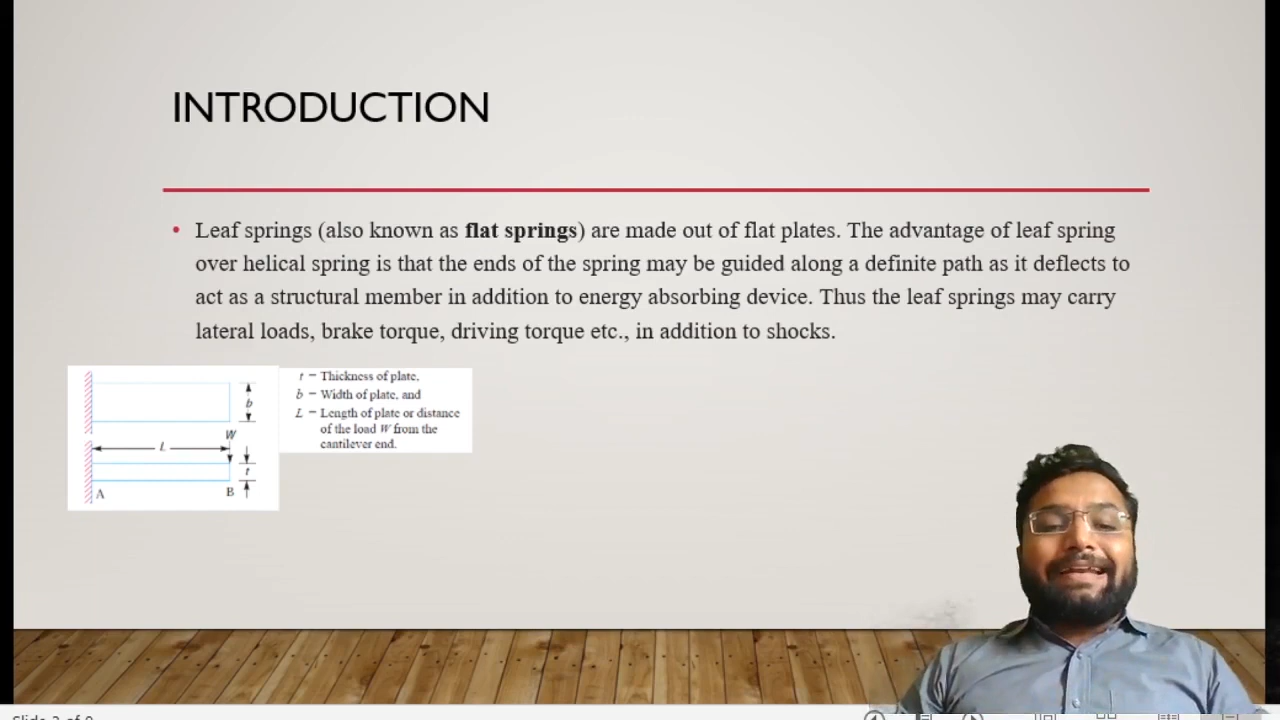 INTRODUCTION
• Leaf springs (also known as flat springs) are made out of flat plates. The advantage of leaf spring
over helical spring is that the ends of the spring may be guided along a definite path as it deflects to
act as a structural member in addition to energy absorbing device. Thus the leaf springs may carry
lateral loads, brake torque, driving torque etc., in addition to shocks.
t = Thickness of plate,
b = Width of plate, and
L = Length of plate or distance
of the load W from the
cantilever end.
b
W
L
t
A B